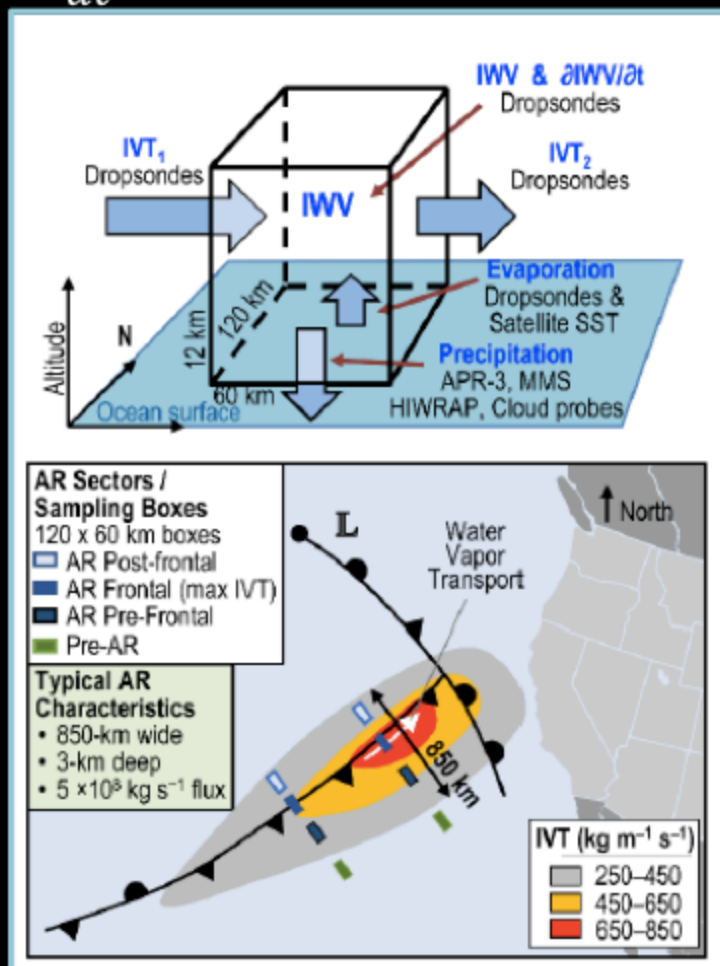 IWV & ∂IWV/∂t
Dropsondes
IVT₁
Dropsondes
IVT₂
Dropsondes
IWV
Evaporation
Dropsondes &
Satellite SST
Precipitation
APR-3, MMS
HIWRAP, Cloud probes
Altitude
N
12 km
120 km
60 km
Ocean surface
AR Sectors /
Sampling Boxes
120 x 60 km boxes
AR Post-frontal
AR Frontal (max IVT)
AR Pre-Frontal
Pre-AR
Typical AR
Characteristics
• 850-km wide
• 3-km deep
• 5 ×10⁸ kg s⁻¹ flux
L
Water
Vapor
Transport
North
850 km
IVT (kg m⁻¹ s⁻¹)
250–450
450–650
650–850